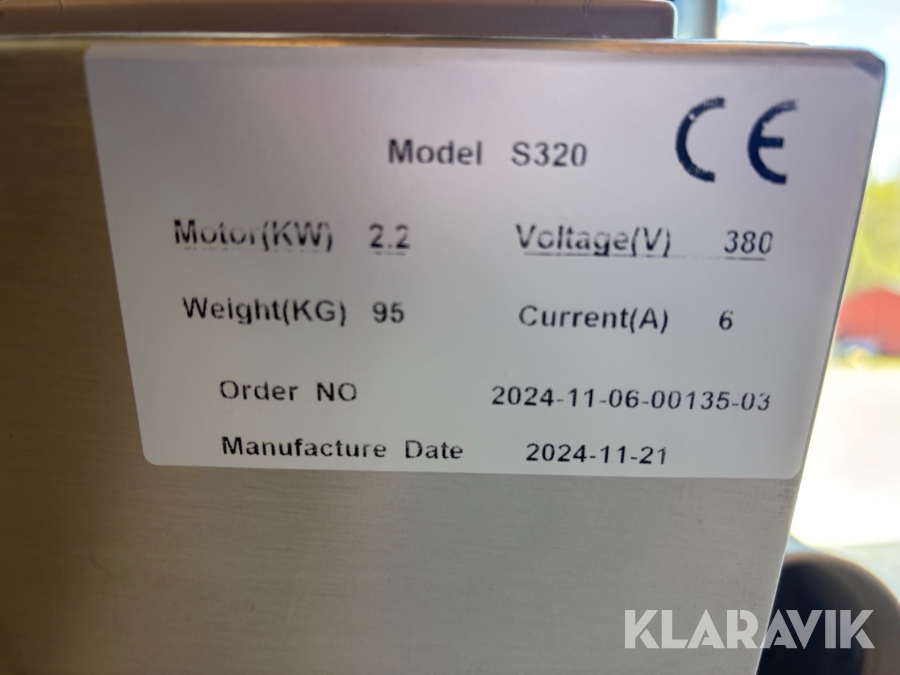 Model S320 CE
Motor(KW) 2.2 Voltage(V) 380
Weight(KG) 95 Current(A) 6
Order NO 2024-11-06-00135-03
Manufacture Date 2024-11-21
KLARAVIK